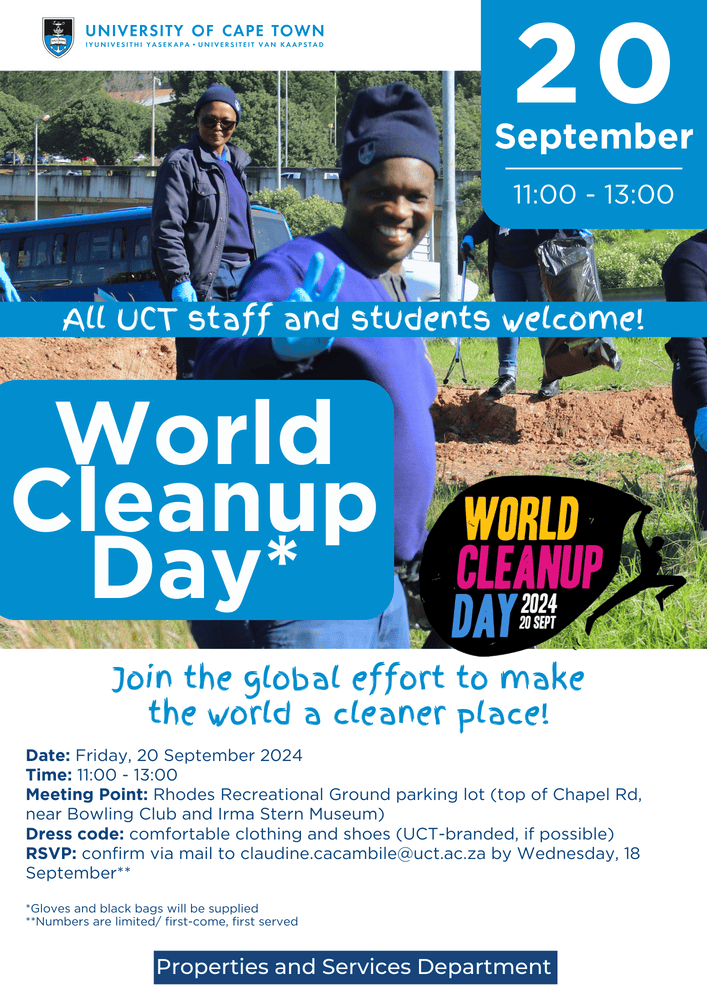 UNIVERSITY OF CAPE TOWN
IYUNIVESITHI YASEKAPA • UNIVERSITEIT VAN KAAPSTAD
20
September
11:00 - 13:00
All UCT staff and students welcome!
World
Cleanup
Day*
WORLD
CLEANUP
DAY 2024
20 SEPT
Join the global effort to make
the world a cleaner place!
Date: Friday, 20 September 2024
Time: 11:00 - 13:00
Meeting Point: Rhodes Recreational Ground parking lot (top of Chapel Rd,
near Bowling Club and Irma Stern Museum)
Dress code: comfortable clothing and shoes (UCT-branded, if possible)
RSVP: confirm via mail to claudine.cacambile@uct.ac.za by Wednesday, 18
September**
*Gloves and black bags will be supplied
**Numbers are limited/ first-come, first served
Properties and Services Department